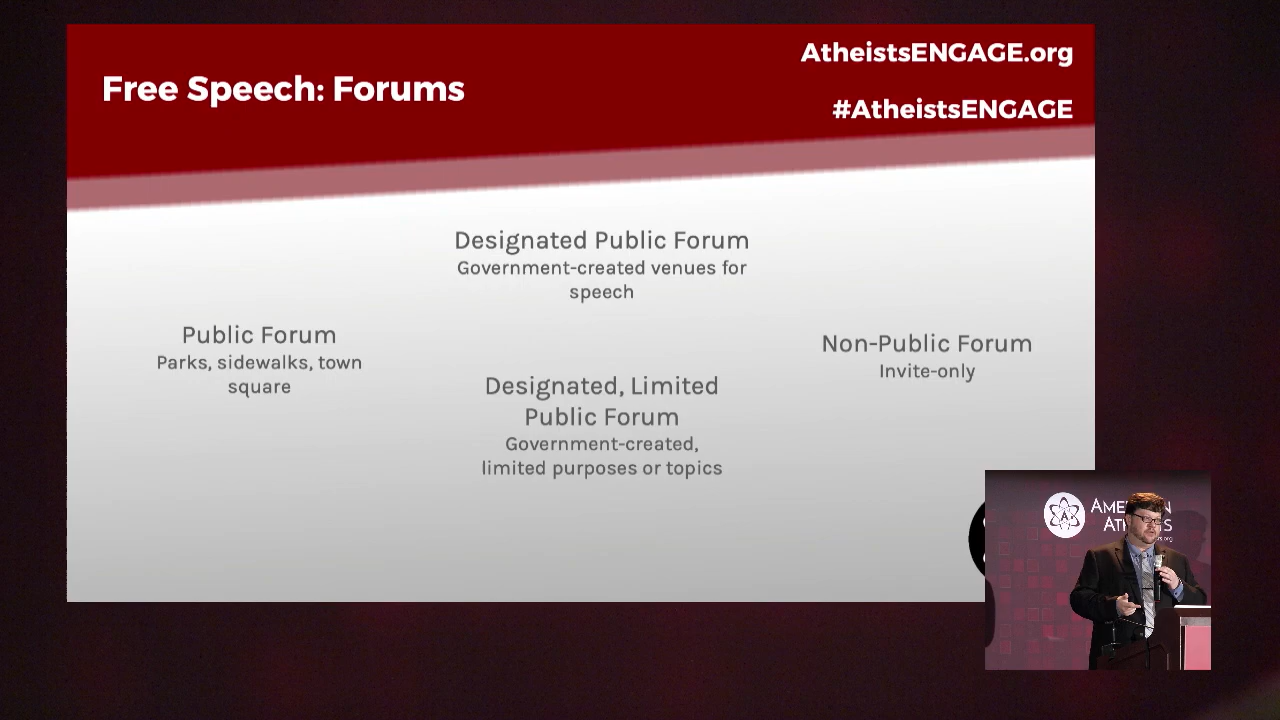 Free Speech: Forums
AtheistsENGAGE.org
#AtheistsENGAGE
Designated Public Forum
Government-created venues for
speech
Public Forum
Parks, sidewalks, town
square
Designated, Limited
Public Forum
Government-created,
limited purposes or topics
Non-Public Forum
Invite-only